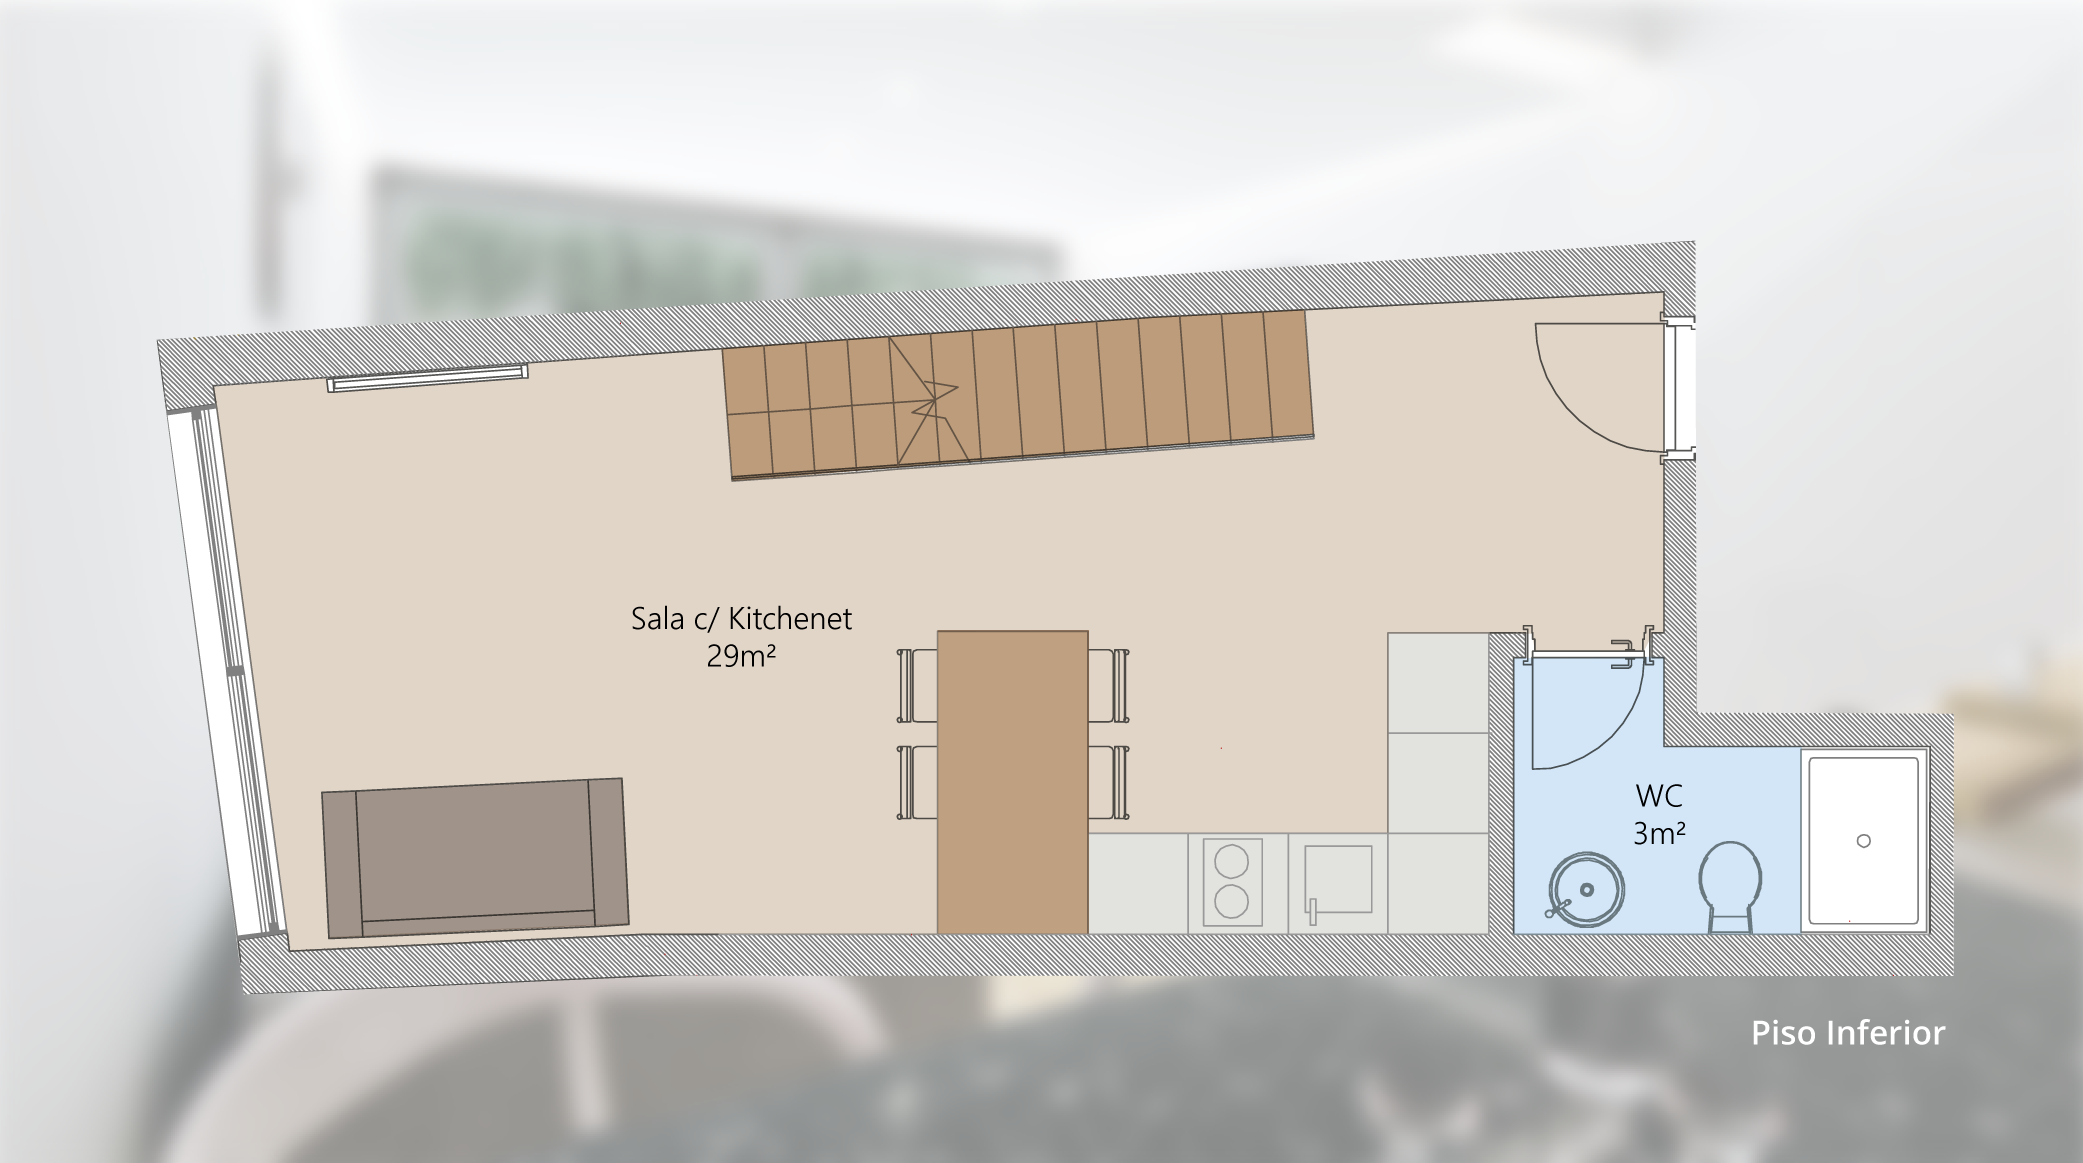 Sala c/ Kitchenet
29m²
WC
3m²
Piso Inferior